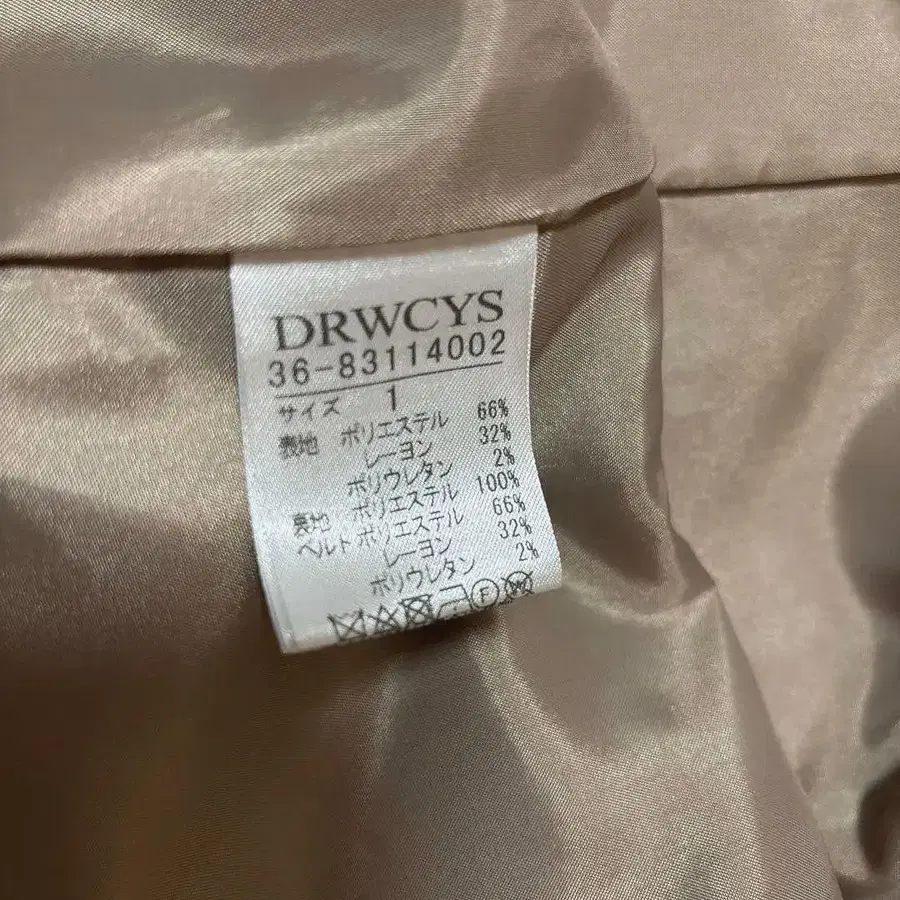 DRWCYS
36-83114002
サイズ 1
表地 ポリエステル 66%
レーヨン 32%
ポリウレタン 2%
表地 ポリエステル 100%
ベルト ポリエステル 66%
レーヨン 32%
ポリウレタン 2%
F W